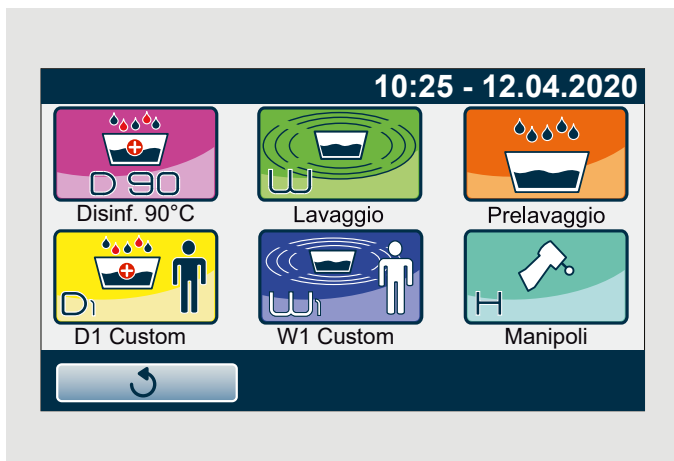 10:25 - 12.04.2020
D 90
W
Disinf. 90°C
Lavaggio
Prelavaggio
D1
W1
H
D1 Custom
W1 Custom
Manipoli